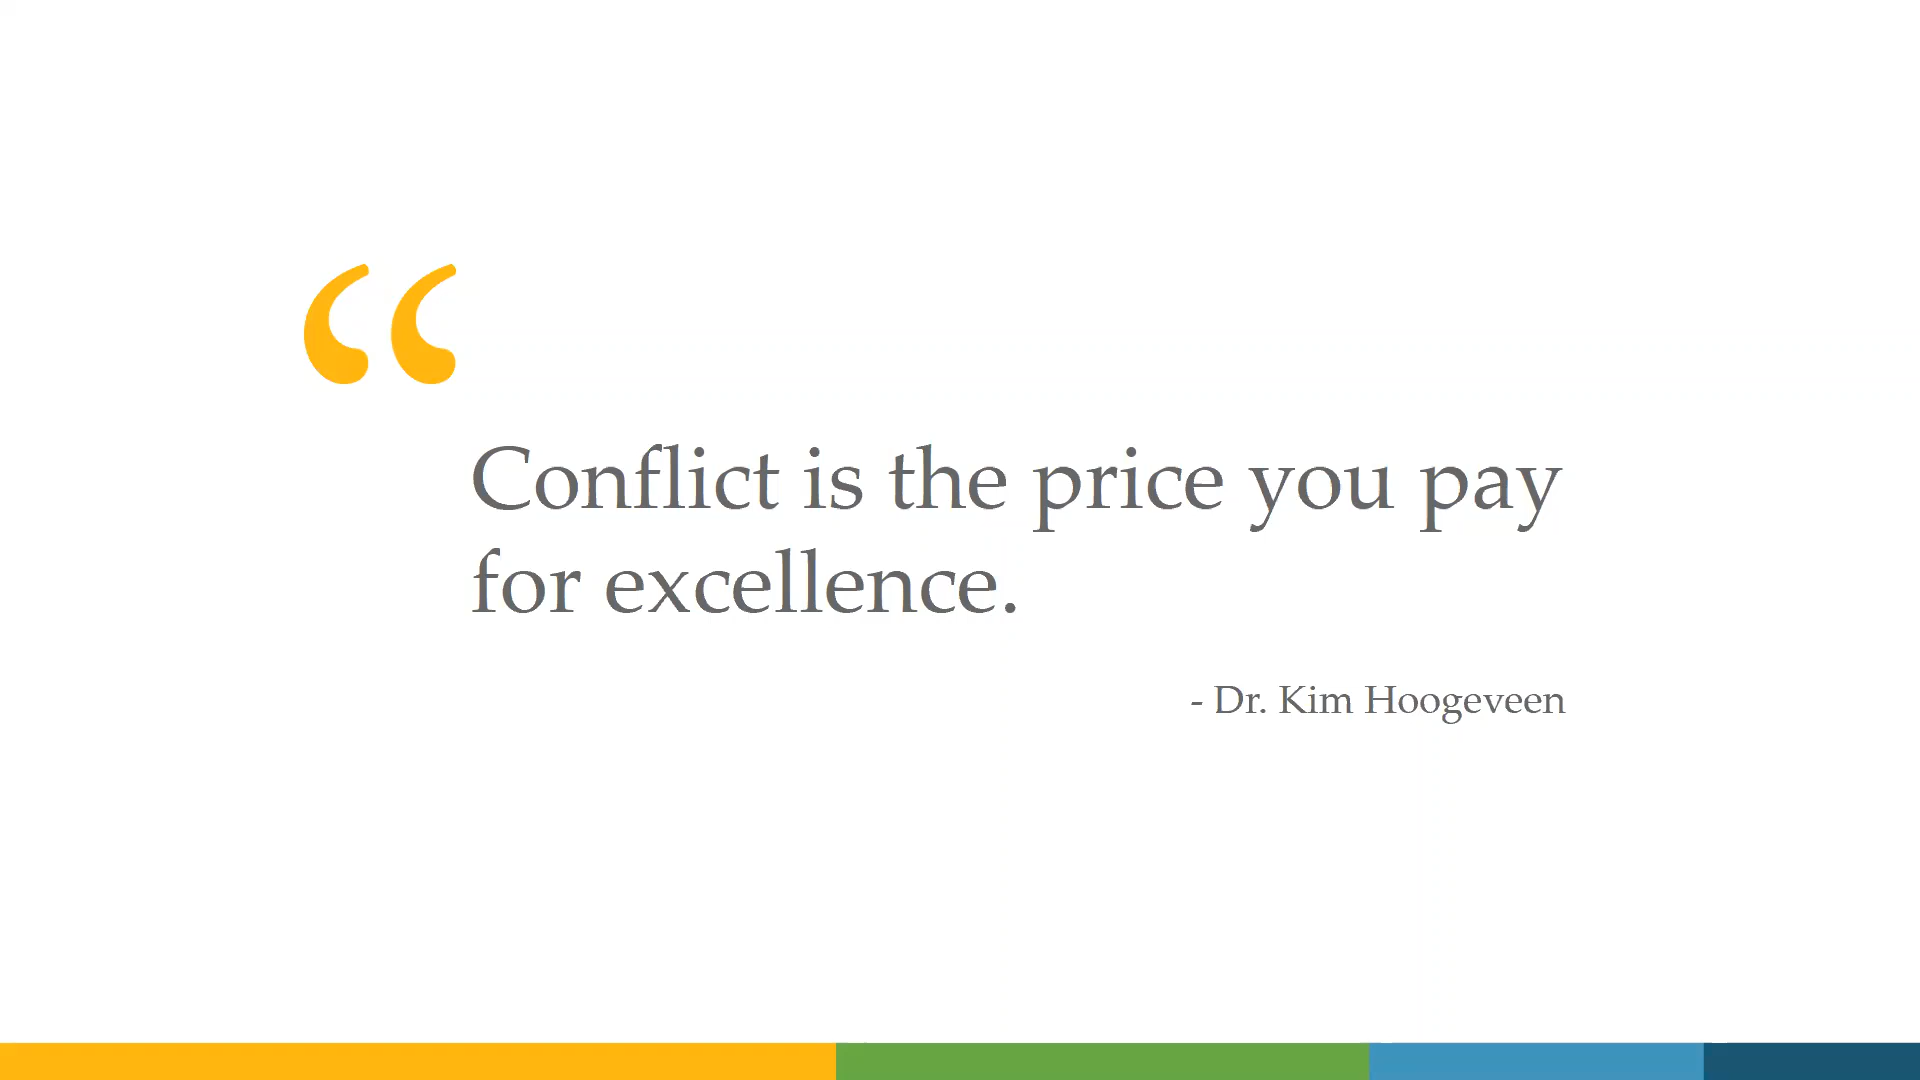 “
Conflict is the price you pay
for excellence.
- Dr. Kim Hoogeveen